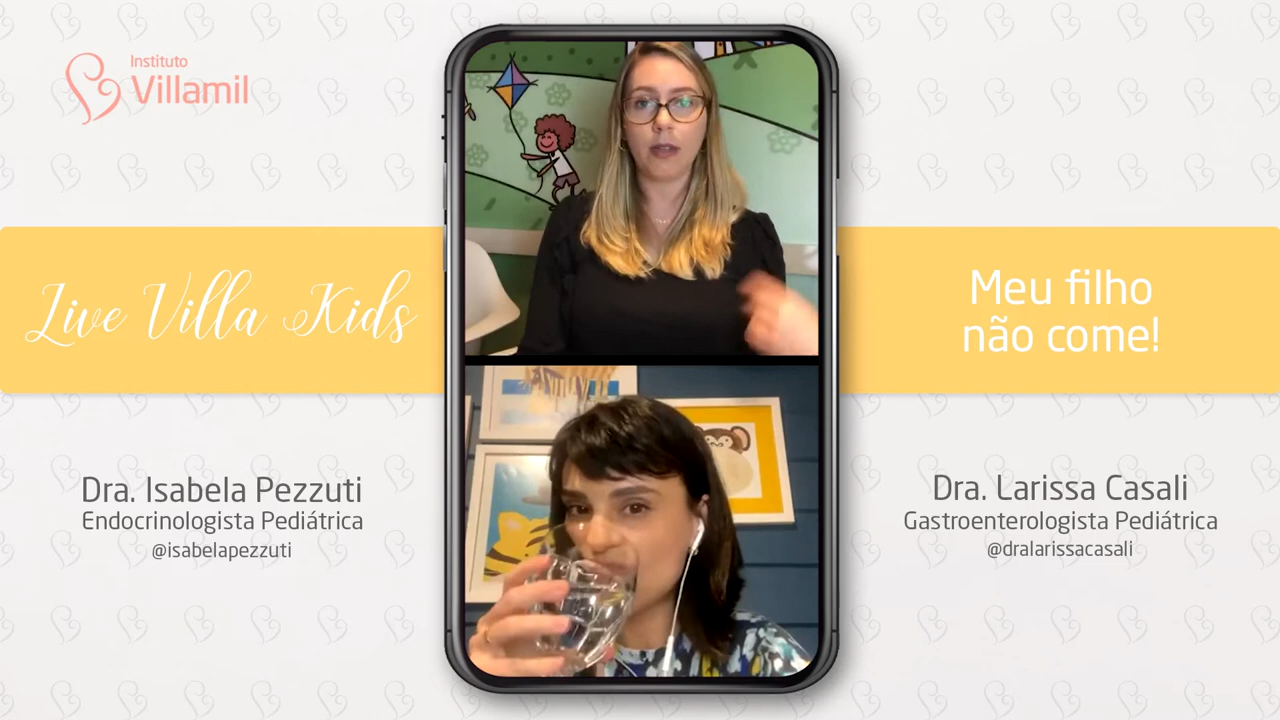 Instituto
Villamil
Live Villa Kids
Meu filho
não come!
Dra. Isabela Pezzuti
Endocrinologista Pediátrica
@isabelapezzuti
Dra. Larissa Casali
Gastroenterologista Pediátrica
@dralarissacasali